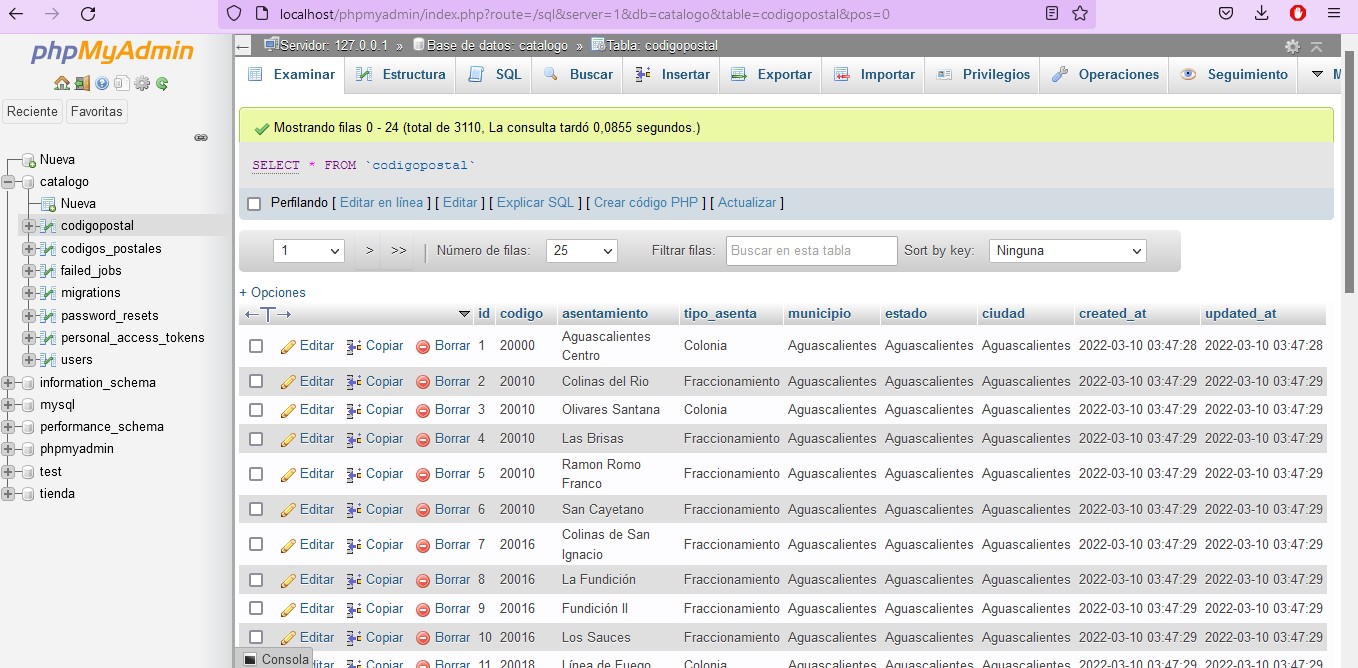 localhost/phpmyadmin/index.php?route=/sql&server=1&db=catalogo&table=codigopostal&pos=0
phpMyAdmin
Reciente Favoritas
Nueva
catalogo
Nueva
codigopostal
codigos_postales
failed_jobs
migrations
password_resets
personal_access_tokens
users
information_schema
mysql
performance_schema
phpmyadmin
test
tienda
Servidor: 127.0.0.1 » Base de datos: catalogo » Tabla: codigopostal
Examinar Estructura SQL Buscar Insertar Exportar Importar Privilegios Operaciones Seguimiento
Mostrando filas 0 - 24 (total de 3110, La consulta tardó 0,0855 segundos.)
SELECT * FROM `codigopostal`
Perfilando [ Editar en línea ] [ Editar ] [ Explicar SQL ] [ Crear código PHP ] [ Actualizar ]
1 > >> | Número de filas: 25 Filtrar filas: Buscar en esta tabla Sort by key: Ninguna
+ Opciones
←T→ id codigo asentamiento tipo_asenta municipio estado ciudad created_at updated_at
Editar Copiar Borrar 1 20000 Aguascalientes Centro Colonia Aguascalientes Aguascalientes Aguascalientes 2022-03-10 03:47:28 2022-03-10 03:47:28
Editar Copiar Borrar 2 20010 Colinas del Rio Fraccionamiento Aguascalientes Aguascalientes Aguascalientes 2022-03-10 03:47:29 2022-03-10 03:47:29
Editar Copiar Borrar 3 20010 Olivares Santana Colonia Aguascalientes Aguascalientes Aguascalientes 2022-03-10 03:47:29 2022-03-10 03:47:29
Editar Copiar Borrar 4 20010 Las Brisas Fraccionamiento Aguascalientes Aguascalientes Aguascalientes 2022-03-10 03:47:29 2022-03-10 03:47:29
Editar Copiar Borrar 5 20010 Ramon Romo Franco Fraccionamiento Aguascalientes Aguascalientes Aguascalientes 2022-03-10 03:47:29 2022-03-10 03:47:29
Editar Copiar Borrar 6 20010 San Cayetano Fraccionamiento Aguascalientes Aguascalientes Aguascalientes 2022-03-10 03:47:29 2022-03-10 03:47:29
Editar Copiar Borrar 7 20016 Colinas de San Ignacio Fraccionamiento Aguascalientes Aguascalientes Aguascalientes 2022-03-10 03:47:29 2022-03-10 03:47:29
Editar Copiar Borrar 8 20016 La Fundición Fraccionamiento Aguascalientes Aguascalientes Aguascalientes 2022-03-10 03:47:29 2022-03-10 03:47:29
Editar Copiar Borrar 9 20016 Fundición II Fraccionamiento Aguascalientes Aguascalientes Aguascalientes 2022-03-10 03:47:29 2022-03-10 03:47:29
Editar Copiar Borrar 10 20016 Los Sauces Fraccionamiento Aguascalientes Aguascalientes Aguascalientes 2022-03-10 03:47:29 2022-03-10 03:47:29
Copiar Borrar 11 20018 Línea de Fuego Colonia Aguascalientes Aguascalientes Aguascalientes 2022-03-10 03:47:29 2022-03-10 03:47:29
Consola